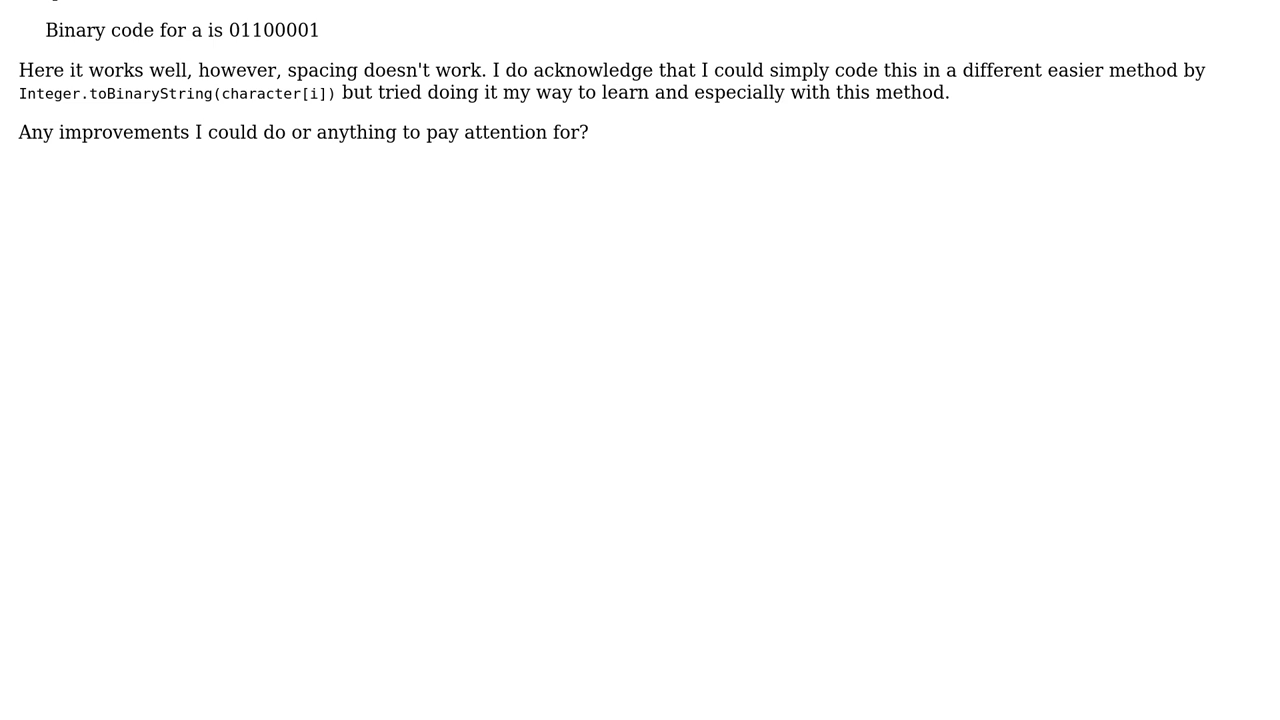 Binary code for a is 01100001
Here it works well, however, spacing doesn't work. I do acknowledge that I could simply code this in a different easier method by
Integer.toBinaryString(character[i]) but tried doing it my way to learn and especially with this method.
Any improvements I could do or anything to pay attention for?